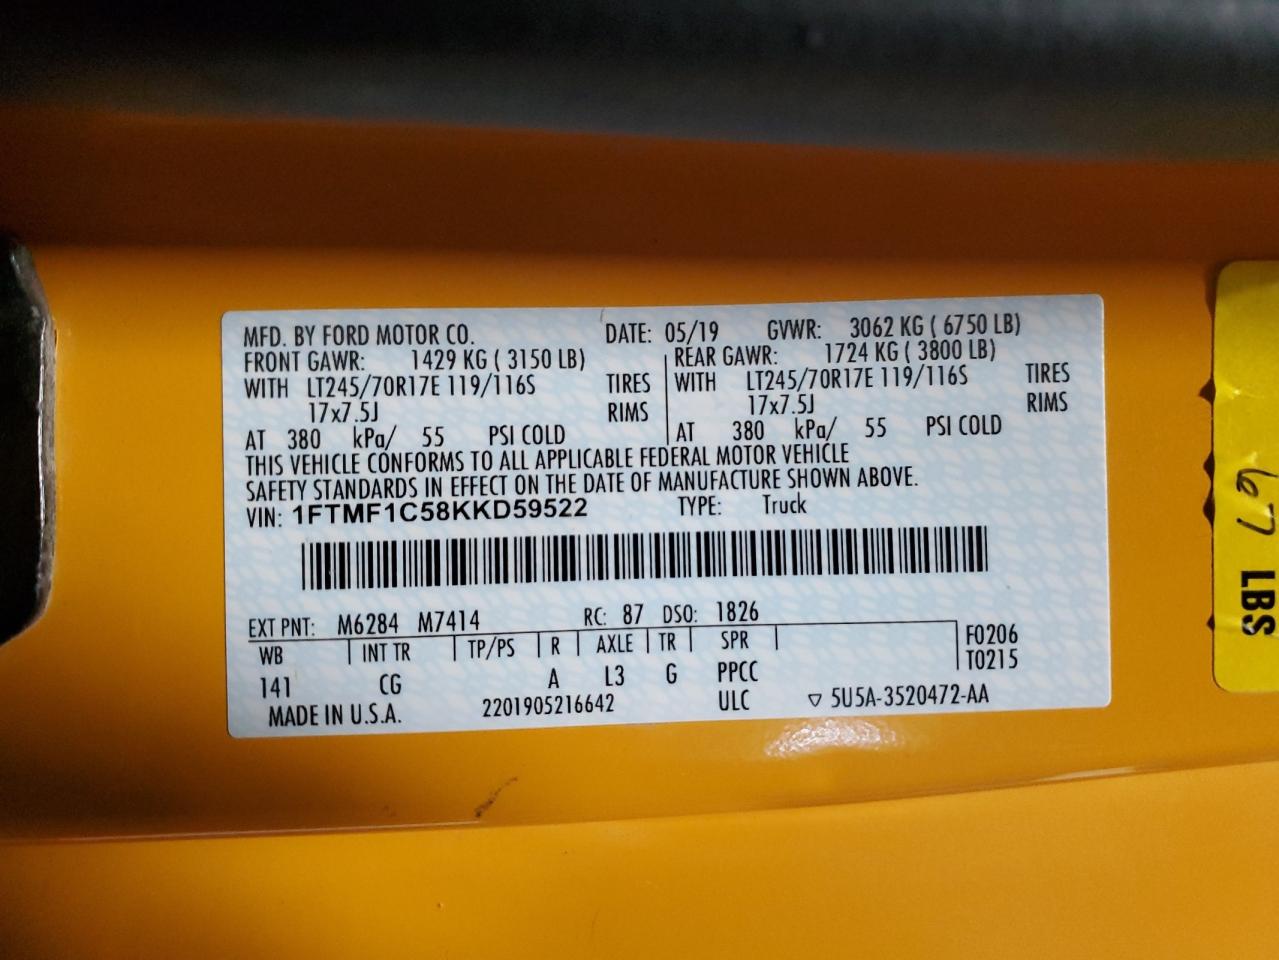 MFD. BY FORD MOTOR CO. DATE: 05/19 GVWR: 3062 KG ( 6750 LB)
FRONT GAWR: 1429 KG ( 3150 LB) REAR GAWR: 1724 KG ( 3800 LB)
WITH LT245/70R17E 119/116S TIRES WITH LT245/70R17E 119/116S TIRES
17x7.5J RIMS 17x7.5J RIMS
AT 380 kPa/ 55 PSI COLD AT 380 kPa/ 55 PSI COLD
THIS VEHICLE CONFORMS TO ALL APPLICABLE FEDERAL MOTOR VEHICLE
SAFETY STANDARDS IN EFFECT ON THE DATE OF MANUFACTURE SHOWN ABOVE.
VIN: 1FTMF1C58KKD59522 TYPE: Truck
EXT PNT: M6284 M7414 RC: 87 DSO: 1826
WB INT TR TP/PS R AXLE TR SPR F0206
T0215
141 CG A L3 G PPCC
MADE IN U.S.A. 2201905216642 ULC ▽ 5U5A-3520472-AA
67 LBS